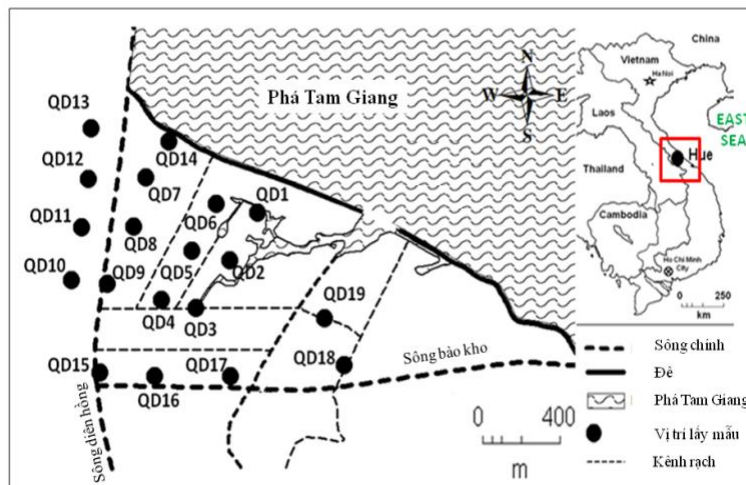 Phá Tam Giang
N
W E
S
QD13
QD14
QD12
QD7
QD1
QD6
QD11
QD8
QD5
QD2
QD10
QD9
QD19
QD4
QD3
QD18
QD15
QD17
QD16
Sông bảo kho
Sông diên hồng
0 400
m
China
Vietnam
Ha Noi
Laos
EAST
SEA
Hue
Thailand
Cambodia
Ho Chi Minh
City
0 250
km
Sông chính
Đê
Phá Tam Giang
Vị trí lấy mẫu
Kênh rạch